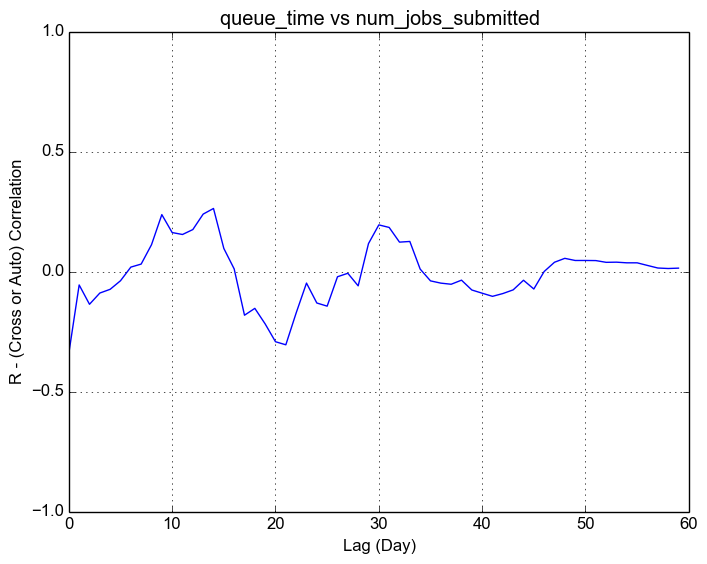 queue_time vs num_jobs_submitted
1.0
0.5
0.0
−0.5
−1.0
R - (Cross or Auto) Correlation
0 10 20 30 40 50 60
Lag (Day)